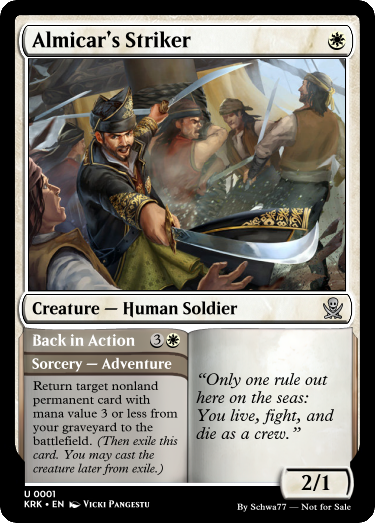 Almicar's Striker
Creature — Human Soldier
Back in Action 3
Sorcery — Adventure
Return target nonland
permanent card with
mana value 3 or less from
your graveyard to the
battlefield. (Then exile this
card. You may cast the
creature later from exile.)
“Only one rule out
here on the seas:
You live, fight, and
die as a crew.”
2/1
U 0001
KRK • EN Vicki Pangestu
By Schwa77 — Not for Sale